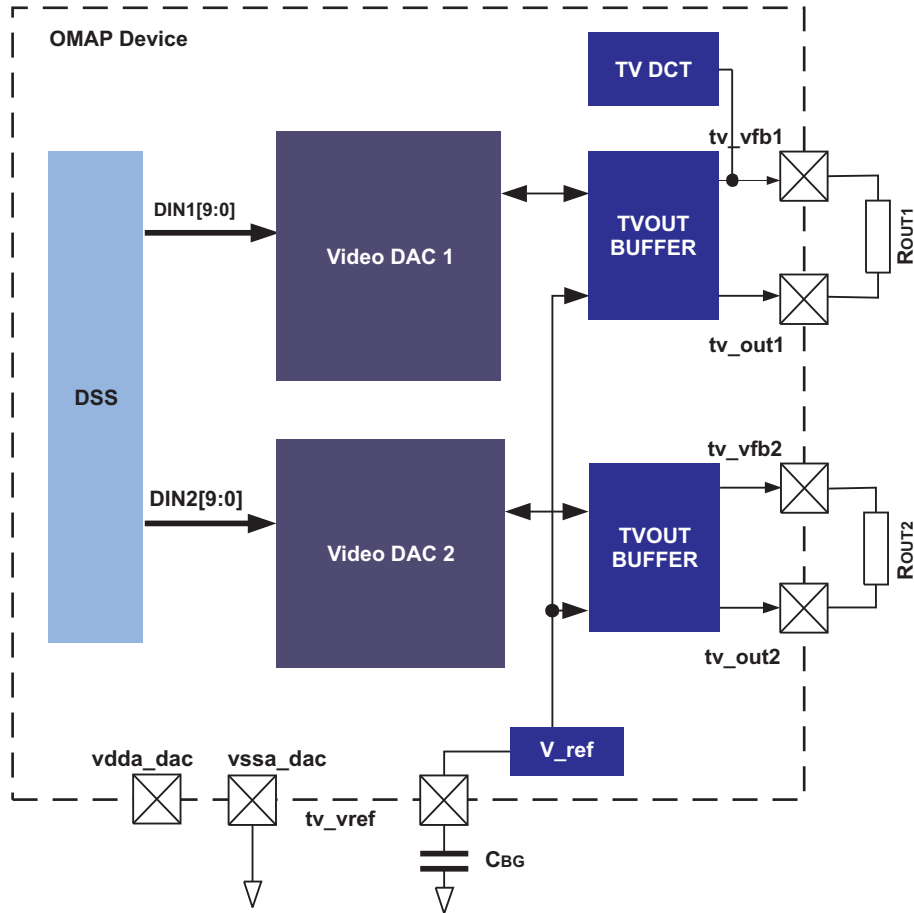 OMAP Device
TV DCT
tv_vfb1
DIN1[9:0]
Video DAC 1
TVOUT
BUFFER
ROUT1
tv_out1
DSS
tv_vfb2
DIN2[9:0]
Video DAC 2
TVOUT
BUFFER
ROUT2
tv_out2
V_ref
vdda_dac
vssa_dac
tv_vref
CBG